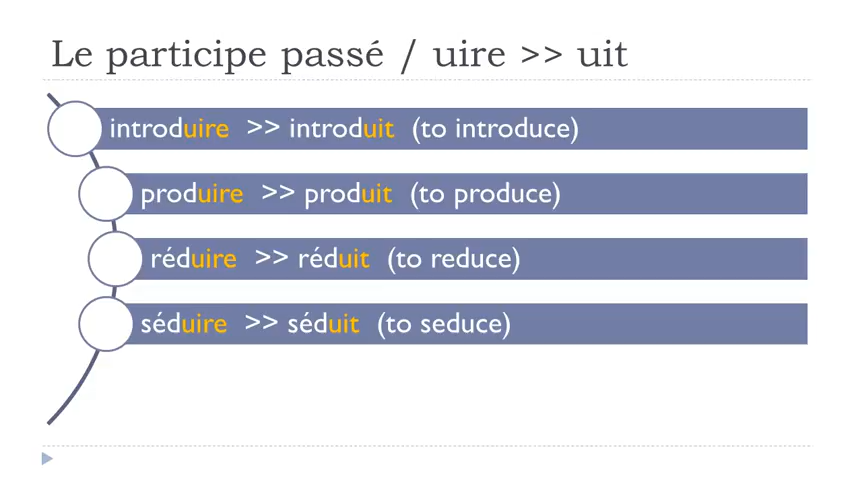 Le participe passé / uire >> uit
introduire >> introduit (to introduce)
produire >> produit (to produce)
réduire >> réduit (to reduce)
séduire >> séduit (to seduce)